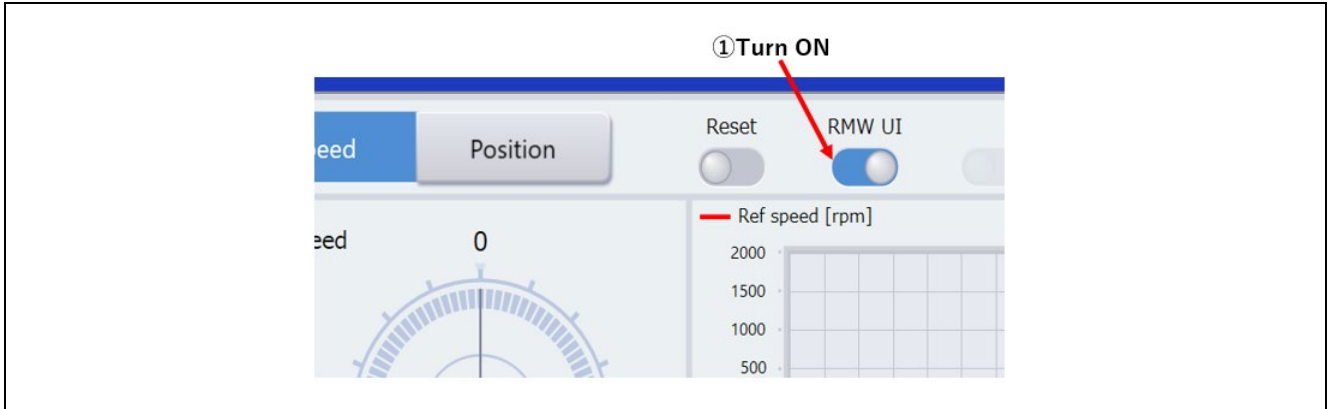 ①Turn ON
Reset RMW UI
eed Position
Ref speed [rpm]
eed 0
2000
1500
1000
500